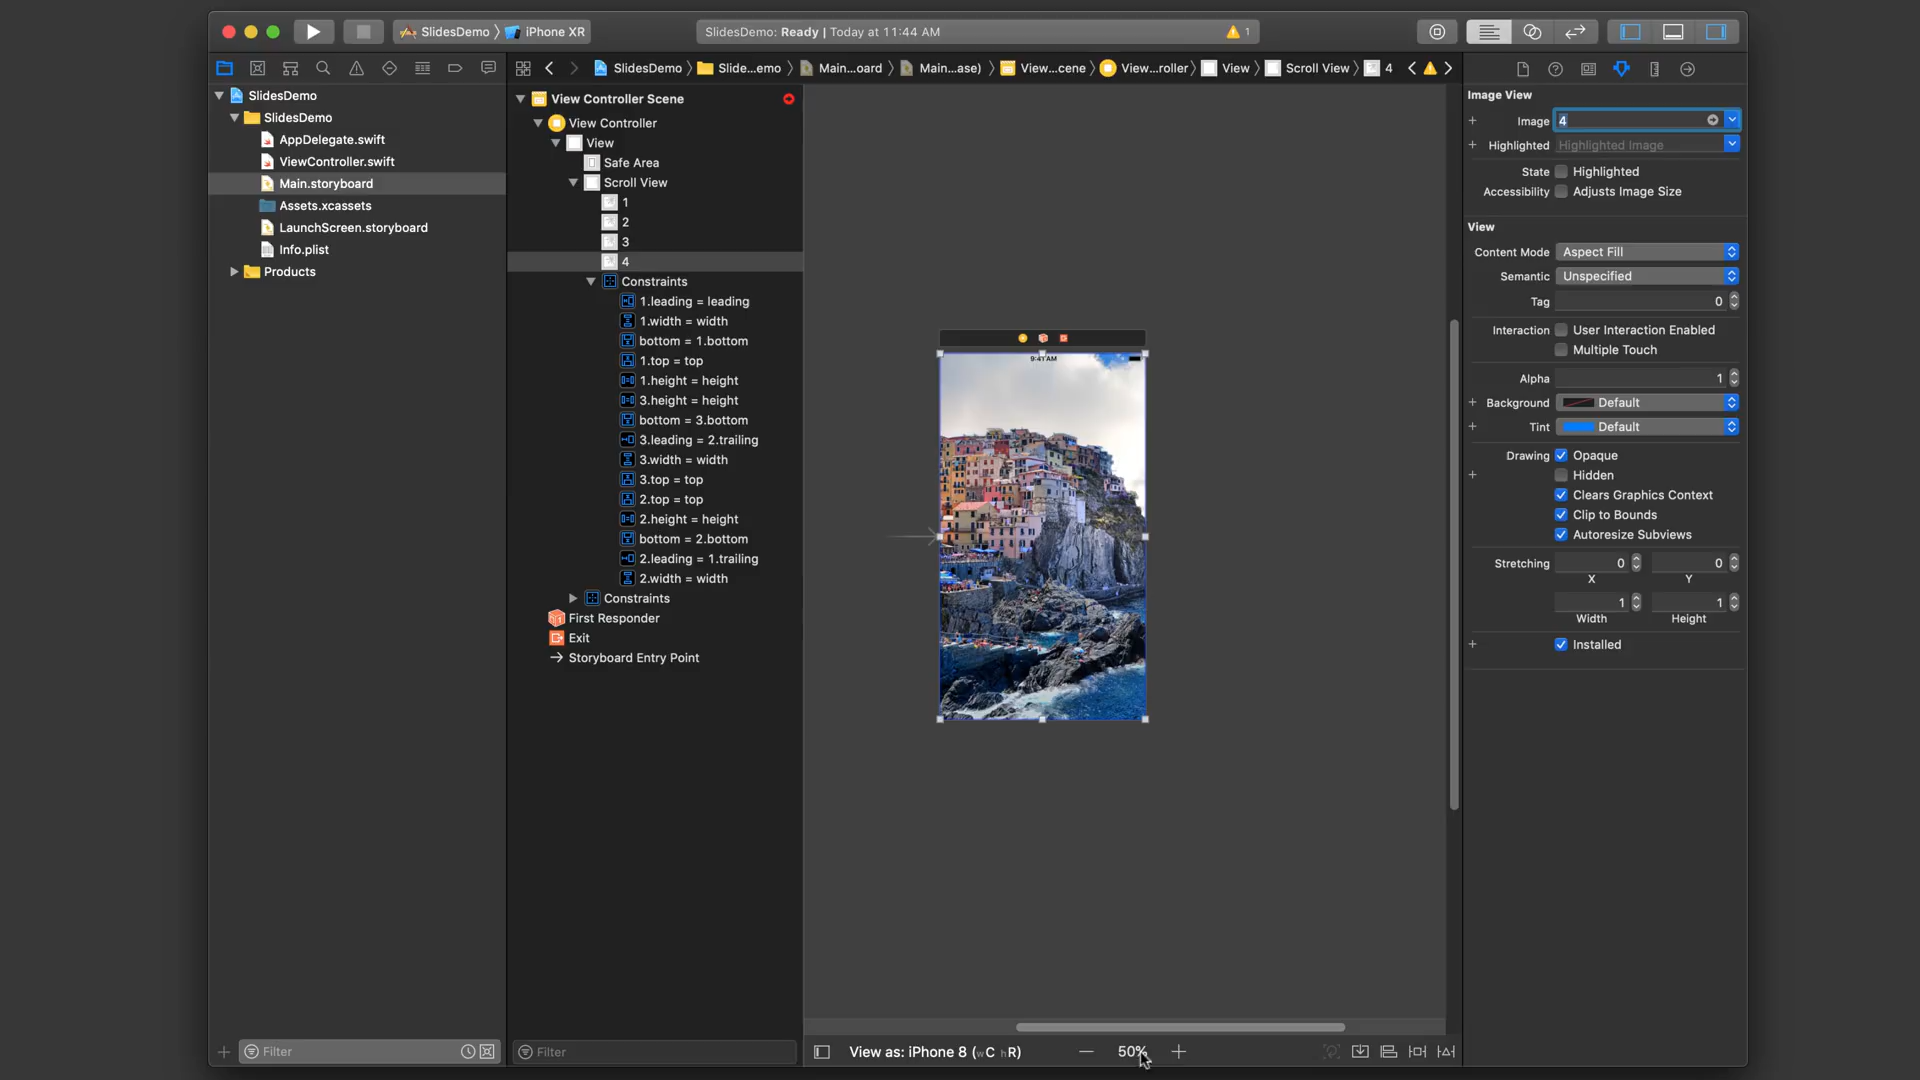 SlidesDemo
iPhone XR
SlidesDemo: Ready | Today at 11:44 AM
1
SlidesDemo
Slide...emo
Main...oard
Main...ase)
View...cene
View...roller
View
Scroll View
4
SlidesDemo
SlidesDemo
AppDelegate.swift
ViewController.swift
Main.storyboard
Assets.xcassets
LaunchScreen.storyboard
Info.plist
Products
Filter
View Controller Scene
View Controller
View
Safe Area
Scroll View
1
2
3
4
Constraints
1.leading = leading
1.width = width
bottom = 1.bottom
1.top = top
1.height = height
3.height = height
bottom = 3.bottom
3.leading = 2.trailing
3.width = width
3.top = top
2.top = top
2.height = height
bottom = 2.bottom
2.leading = 1.trailing
2.width = width
Constraints
First Responder
Exit
Storyboard Entry Point
Filter
9:41 AM
View as: iPhone 8 (wC hR)
50%
Image View
Image 4
Highlighted Highlighted Image
State Highlighted
Accessibility Adjusts Image Size
View
Content Mode Aspect Fill
Semantic Unspecified
Tag 0
Interaction User Interaction Enabled
Multiple Touch
Alpha 1
Background Default
Tint Default
Drawing Opaque
Hidden
Clears Graphics Context
Clip to Bounds
Autoresize Subviews
Stretching 0 0
X Y
1 1
Width Height
Installed